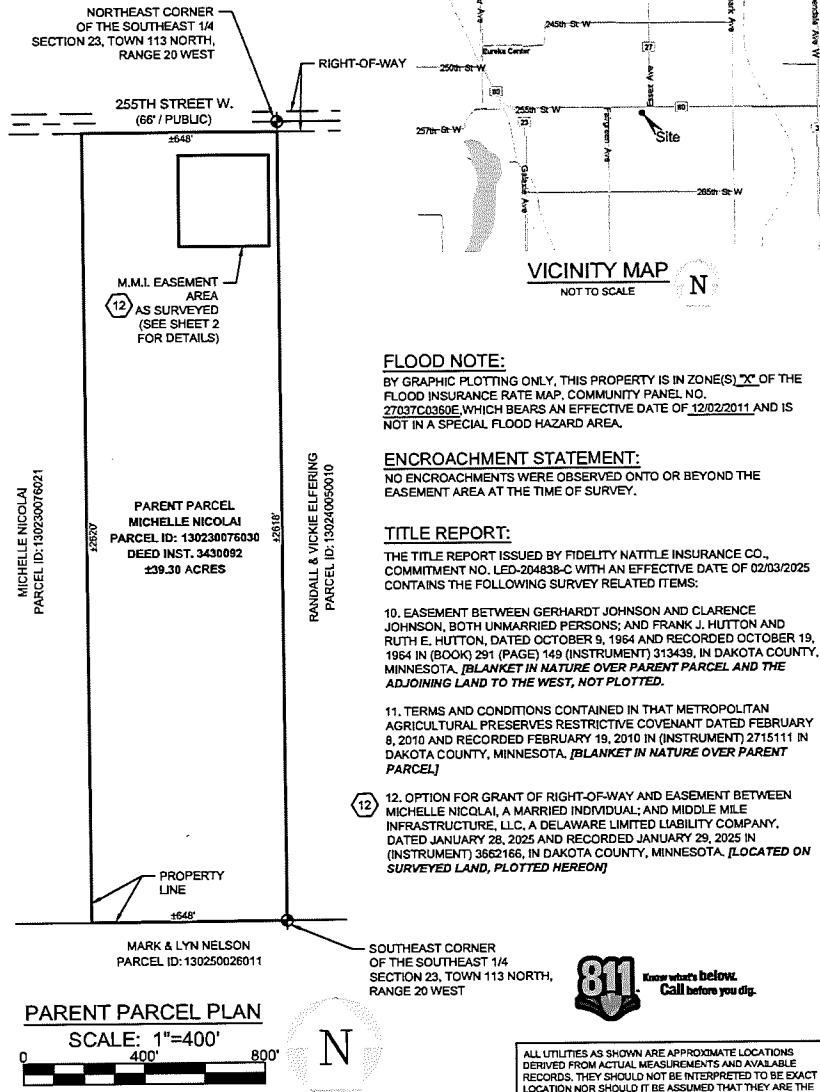 NORTHEAST CORNER
OF THE SOUTHEAST 1/4
SECTION 23, TOWN 113 NORTH,
RANGE 20 WEST
RIGHT-OF-WAY
255TH STREET W.
(66' / PUBLIC)
±648'
M.M.I. EASEMENT
AREA
12
AS SURVEYED
(SEE SHEET 2
FOR DETAILS)
MICHELLE NICOLAI
PARCEL ID:130230076021
±2620'
PARENT PARCEL
MICHELLE NICOLAI
PARCEL ID: 130230076030
DEED INST. 3430092
±39.30 ACRES
±2618'
RANDALL & VICKIE ELFERING
PARCEL ID:130240050010
PROPERTY
LINE
±648'
MARK & LYN NELSON
PARCEL ID:130250026011
SOUTHEAST CORNER
OF THE SOUTHEAST 1/4
SECTION 23, TOWN 113 NORTH,
RANGE 20 WEST
PARENT PARCEL PLAN
SCALE: 1"=400'
0 400' 800'
N
245th St W
27
Eureka Center
250th St W
80
Essex Ave
255th St W
80
257th St W
23
Fairgreen Ave
Site
Galaxie Ave
265th St W
VICINITY MAP
NOT TO SCALE
N
FLOOD NOTE:
BY GRAPHIC PLOTTING ONLY, THIS PROPERTY IS IN ZONE(S) "X" OF THE
FLOOD INSURANCE RATE MAP, COMMUNITY PANEL NO.
27037C0360E,WHICH BEARS AN EFFECTIVE DATE OF 12/02/2011 AND IS
NOT IN A SPECIAL FLOOD HAZARD AREA.
ENCROACHMENT STATEMENT:
NO ENCROACHMENTS WERE OBSERVED ONTO OR BEYOND THE
EASEMENT AREA AT THE TIME OF SURVEY.
TITLE REPORT:
THE TITLE REPORT ISSUED BY FIDELITY NATITLE INSURANCE CO.,
COMMITMENT NO. LED-204838-C WITH AN EFFECTIVE DATE OF 02/03/2025
CONTAINS THE FOLLOWING SURVEY RELATED ITEMS:
10. EASEMENT BETWEEN GERHARDT JOHNSON AND CLARENCE
JOHNSON, BOTH UNMARRIED PERSONS; AND FRANK J. HUTTON AND
RUTH E. HUTTON, DATED OCTOBER 9, 1964 AND RECORDED OCTOBER 19,
1964 IN (BOOK) 291 (PAGE) 149 (INSTRUMENT) 313439, IN DAKOTA COUNTY,
MINNESOTA. [BLANKET IN NATURE OVER PARENT PARCEL AND THE
ADJOINING LAND TO THE WEST, NOT PLOTTED.
11. TERMS AND CONDITIONS CONTAINED IN THAT METROPOLITAN
AGRICULTURAL PRESERVES RESTRICTIVE COVENANT DATED FEBRUARY
8, 2010 AND RECORDED FEBRUARY 19, 2010 IN (INSTRUMENT) 2715111 IN
DAKOTA COUNTY, MINNESOTA. [BLANKET IN NATURE OVER PARENT
PARCEL]
12
12. OPTION FOR GRANT OF RIGHT-OF-WAY AND EASEMENT BETWEEN
MICHELLE NICOLAI, A MARRIED INDIVIDUAL; AND MIDDLE MILE
INFRASTRUCTURE, LLC, A DELAWARE LIMITED LIABILITY COMPANY,
DATED JANUARY 28, 2025 AND RECORDED JANUARY 29, 2025 IN
(INSTRUMENT) 3662166, IN DAKOTA COUNTY, MINNESOTA. [LOCATED ON
SURVEYED LAND, PLOTTED HEREON]
811
Know what's below.
Call before you dig.
ALL UTILITIES AS SHOWN ARE APPROXIMATE LOCATIONS
DERIVED FROM ACTUAL MEASUREMENTS AND AVAILABLE
RECORDS. THEY SHOULD NOT BE INTERPRETED TO BE EXACT
LOCATION NOR SHOULD IT BE ASSUMED THAT THEY ARE THE